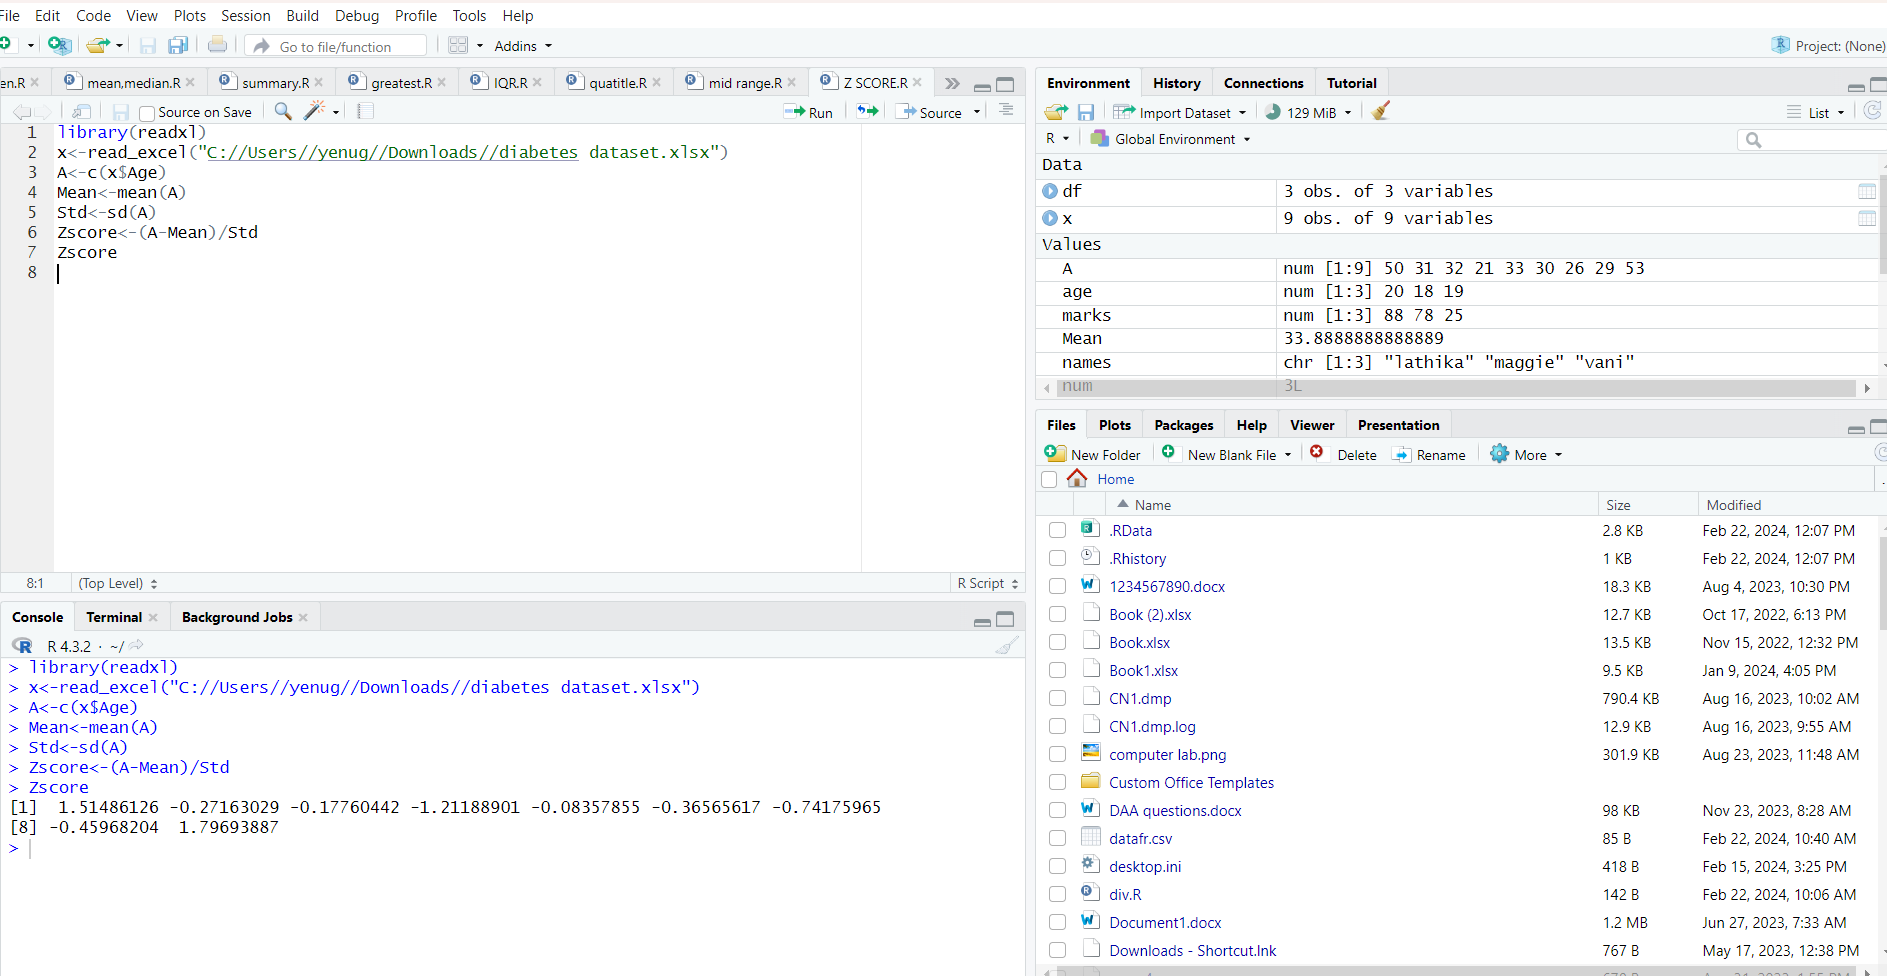 File Edit Code View Plots Session Build Debug Profile Tools Help
Go to file/function Addins Project: (None)
en.R mean,median.R summary.R greatest.R IQR.R quatitle.R mid range.R Z SCORE.R
Source on Save Run Source
1 library(readxl)
2 x<-read_excel("C://Users//yenug//Downloads//diabetes dataset.xlsx")
3 A<-c(x$Age)
4 Mean<-mean(A)
5 Std<-sd(A)
6 Zscore<-(A-Mean)/Std
7 Zscore
8
8:1 (Top Level) R Script
Console Terminal Background Jobs
R 4.3.2 · ~/
> library(readxl)
> x<-read_excel("C://Users//yenug//Downloads//diabetes dataset.xlsx")
> A<-c(x$Age)
> Mean<-mean(A)
> Std<-sd(A)
> Zscore<-(A-Mean)/Std
> Zscore
[1] 1.51486126 -0.27163029 -0.17760442 -1.21188901 -0.08357855 -0.36565617 -0.74175965
[8] -0.45968204 1.79693887
>
Environment History Connections Tutorial
Import Dataset 129 MiB List
R Global Environment
Data
df 3 obs. of 3 variables
x 9 obs. of 9 variables
Values
A num [1:9] 50 31 32 21 33 30 26 29 53
age num [1:3] 20 18 19
marks num [1:3] 88 78 25
Mean 33.8888888888889
names chr [1:3] "lathika" "maggie" "vani"
num 3L
Files Plots Packages Help Viewer Presentation
New Folder New Blank File Delete Rename More
Home
Name Size Modified
.RData 2.8 KB Feb 22, 2024, 12:07 PM
.Rhistory 1 KB Feb 22, 2024, 12:07 PM
1234567890.docx 18.3 KB Aug 4, 2023, 10:30 PM
Book (2).xlsx 12.7 KB Oct 17, 2022, 6:13 PM
Book.xlsx 13.5 KB Nov 15, 2022, 12:32 PM
Book1.xlsx 9.5 KB Jan 9, 2024, 4:05 PM
CN1.dmp 790.4 KB Aug 16, 2023, 10:02 AM
CN1.dmp.log 12.9 KB Aug 16, 2023, 9:55 AM
computer lab.png 301.9 KB Aug 23, 2023, 11:48 AM
Custom Office Templates
DAA questions.docx 98 KB Nov 23, 2023, 8:28 AM
datafr.csv 85 B Feb 22, 2024, 10:40 AM
desktop.ini 418 B Feb 15, 2024, 3:25 PM
div.R 142 B Feb 22, 2024, 10:06 AM
Document1.docx 1.2 MB Jun 27, 2023, 7:33 AM
Downloads - Shortcut.lnk 767 B May 17, 2023, 12:38 PM